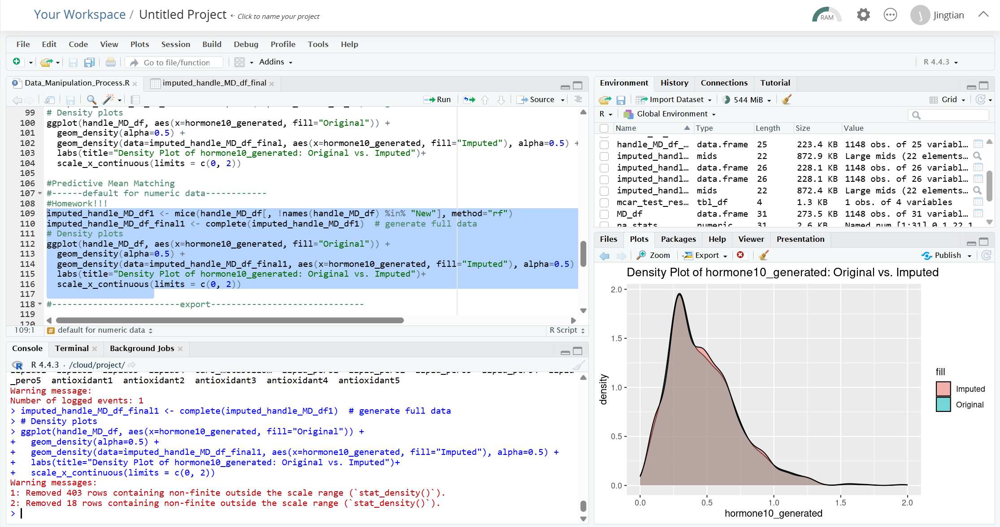 Your Workspace / Untitled Project Click to name your project
RAM
J
Jingtian
File Edit Code View Plots Session Build Debug Profile Tools Help
Go to file/function
Addins
R 4.4.3
Data_Manipulation_Process.R
imputed_handle_MD_df_final
Run
Source
99 # Density plots
100 ggplot(handle_MD_df, aes(x=hormone10_generated, fill="Original")) +
101 geom_density(alpha=0.5) +
102 geom_density(data=imputed_handle_MD_df_final, aes(x=hormone10_generated, fill="Imputed"), alpha=0.5) +
103 labs(title="Density Plot of hormone10_generated: Original vs. Imputed")+
104 scale_x_continuous(limits = c(0, 2))
105
106 #Predictive Mean Matching
107 #------default for numeric data------------
108 #Homework!!!
109 imputed_handle_MD_df1 <- mice(handle_MD_df[, !names(handle_MD_df) %in% "New"], method="rf")
110 imputed_handle_MD_df_final1 <- complete(imputed_handle_MD_df1)  # generate full data
111 # Density plots
112 ggplot(handle_MD_df, aes(x=hormone10_generated, fill="Original")) +
113 geom_density(alpha=0.5) +
114 geom_density(data=imputed_handle_MD_df_final1, aes(x=hormone10_generated, fill="Imputed"), alpha=0.5)
115 labs(title="Density Plot of hormone10_generated: Original vs. Imputed")+
116 scale_x_continuous(limits = c(0, 2))
117
118 #-------------------------export------------------------------
119
120
109:1 # default for numeric data R Script
Console Terminal Background Jobs
R 4.4.3 · /cloud/project/
_pero5  antioxidant1  antioxidant2  antioxidant3  antioxidant4  antioxidant5
Warning message:
Number of logged events: 1
> imputed_handle_MD_df_final1 <- complete(imputed_handle_MD_df1)  # generate full data
> # Density plots
> ggplot(handle_MD_df, aes(x=hormone10_generated, fill="Original")) +
+   geom_density(alpha=0.5) +
+   geom_density(data=imputed_handle_MD_df_final1, aes(x=hormone10_generated, fill="Imputed"), alpha=0.5) +
+   labs(title="Density Plot of hormone10_generated: Original vs. Imputed")+
+   scale_x_continuous(limits = c(0, 2))
Warning messages:
1: Removed 403 rows containing non-finite outside the scale range (`stat_density()`).
2: Removed 18 rows containing non-finite outside the scale range (`stat_density()`).
>
Environment History Connections Tutorial
Import Dataset 544 MiB Grid
R Global Environment
Name Type Length Size Value
handle_MD_df_… data.frame 25 223.4 KB 1148 obs. of 25 variabl…
imputed_handl… mids 22 872.9 KB Large mids (22 elements…
imputed_handl… data.frame 26 228.1 KB 1148 obs. of 26 variabl…
imputed_handl… data.frame 26 228.1 KB 1148 obs. of 26 variabl…
imputed_handl… mids 22 872.4 KB Large mids (22 elements…
mcar_test_res… tbl_df 4 1.3 KB 1 obs. of 4 variables
MD_df data.frame 31 273.5 KB 1148 obs. of 31 variabl…
na_stats numeric 31 2.6 KB Named num [1:31] 0 1 22 1
Files Plots Packages Help Viewer Presentation
Zoom Export Publish
Density Plot of hormone10_generated: Original vs. Imputed
2.0
1.5
1.0
0.5
0.0
density
0.0 0.5 1.0 1.5 2.0
hormone10_generated
fill
Imputed
Original